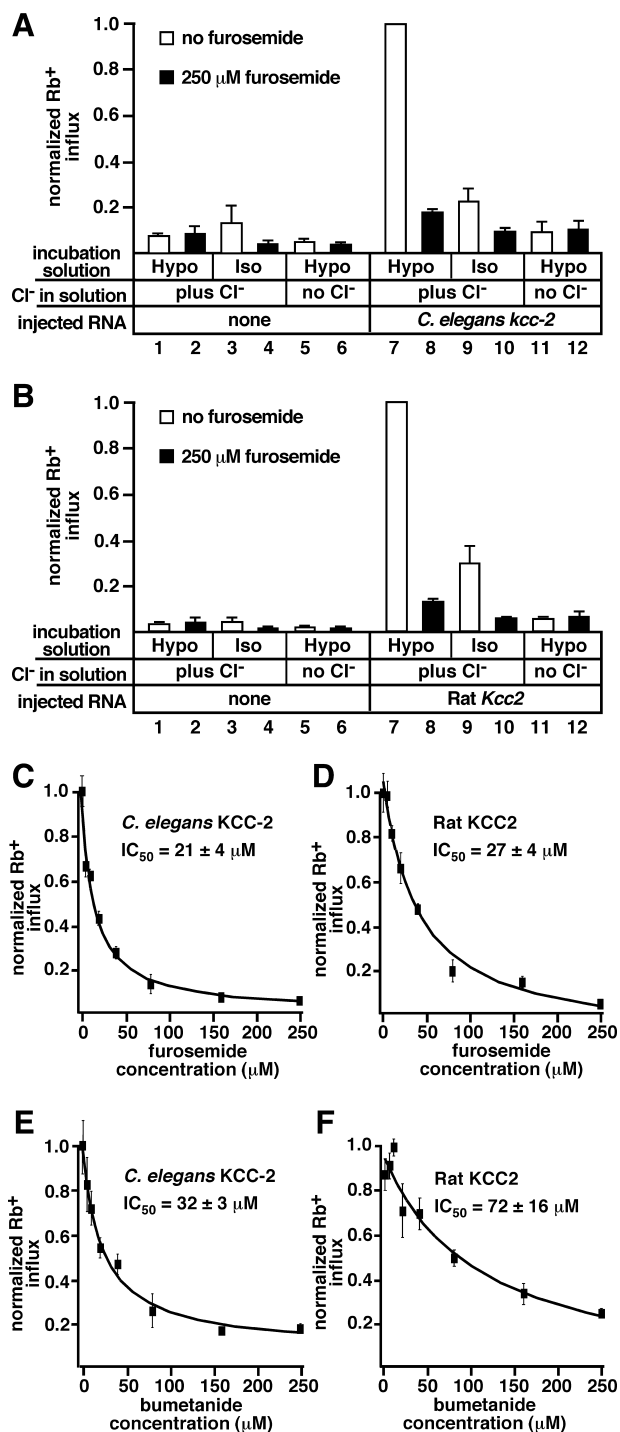 A
normalized Rb+
influx
1.0
0.8
0.6
0.4
0.2
no furosemide
250 μM furosemide
incubation
solution
Hypo Iso Hypo Hypo Iso Hypo
Cl- in solution plus Cl- no Cl- plus Cl- no Cl-
injected RNA none C. elegans kcc-2
1 2 3 4 5 6 7 8 9 10 11 12
B
normalized Rb+
influx
1.0
0.8
0.6
0.4
0.2
no furosemide
250 μM furosemide
incubation
solution
Hypo Iso Hypo Hypo Iso Hypo
Cl- in solution plus Cl- no Cl- plus Cl- no Cl-
injected RNA none Rat Kcc2
1 2 3 4 5 6 7 8 9 10 11 12
C
normalized Rb+
influx
1.0
0.8
0.6
0.4
0.2
C. elegans KCC-2
IC50 = 21 ± 4 μM
0 50 100 150 200 250
furosemide
concentration (μM)
D
normalized Rb+
influx
1.0
0.8
0.6
0.4
0.2
Rat KCC2
IC50 = 27 ± 4 μM
0 50 100 150 200 250
furosemide
concentration (μM)
E
normalized Rb+
influx
1.0
0.8
0.6
0.4
0.2
C. elegans KCC-2
IC50 = 32 ± 3 μM
0 50 100 150 200 250
bumetanide
concentration (μM)
F
normalized Rb+
influx
1.0
0.8
0.6
0.4
0.2
Rat KCC2
IC50 = 72 ± 16 μM
0 50 100 150 200 250
bumetanide
concentration (μM)